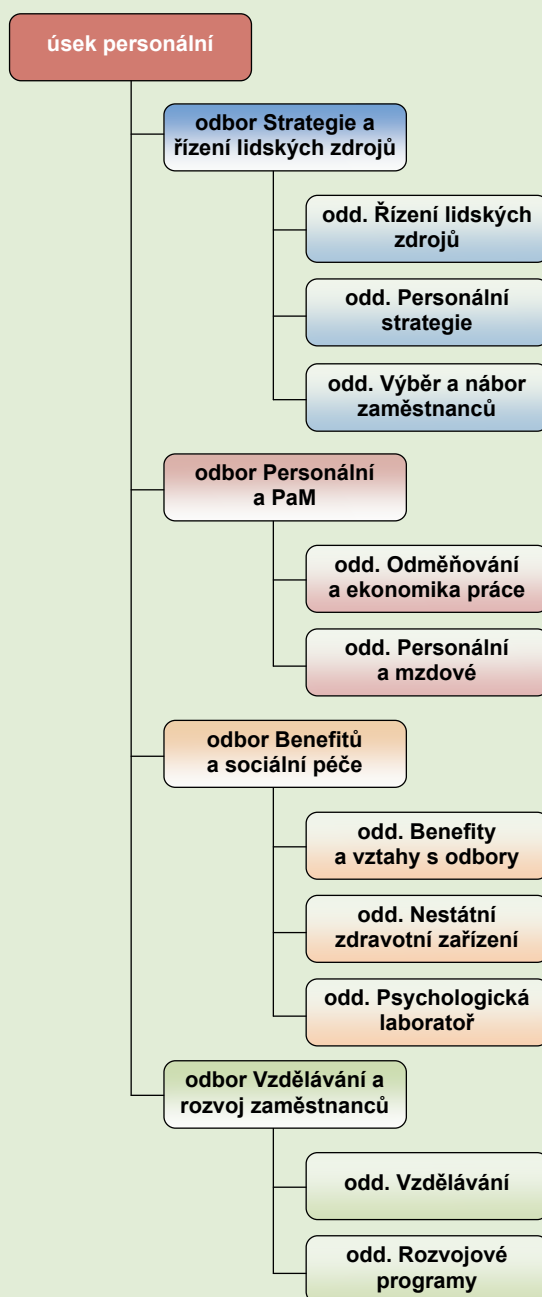 úsek personální
odbor Strategie a
řízení lidských zdrojů
odd. Řízení lidských
zdrojů
odd. Personální
strategie
odd. Výběr a nábor
zaměstnanců
odbor Personální
a PaM
odd. Odměňování
a ekonomika práce
odd. Personální
a mzdové
odbor Benefitů
a sociální péče
odd. Benefity
a vztahy s odbory
odd. Nestátní
zdravotní zařízení
odd. Psychologická
laboratoř
odbor Vzdělávání a
rozvoj zaměstnanců
odd. Vzdělávání
odd. Rozvojové
programy